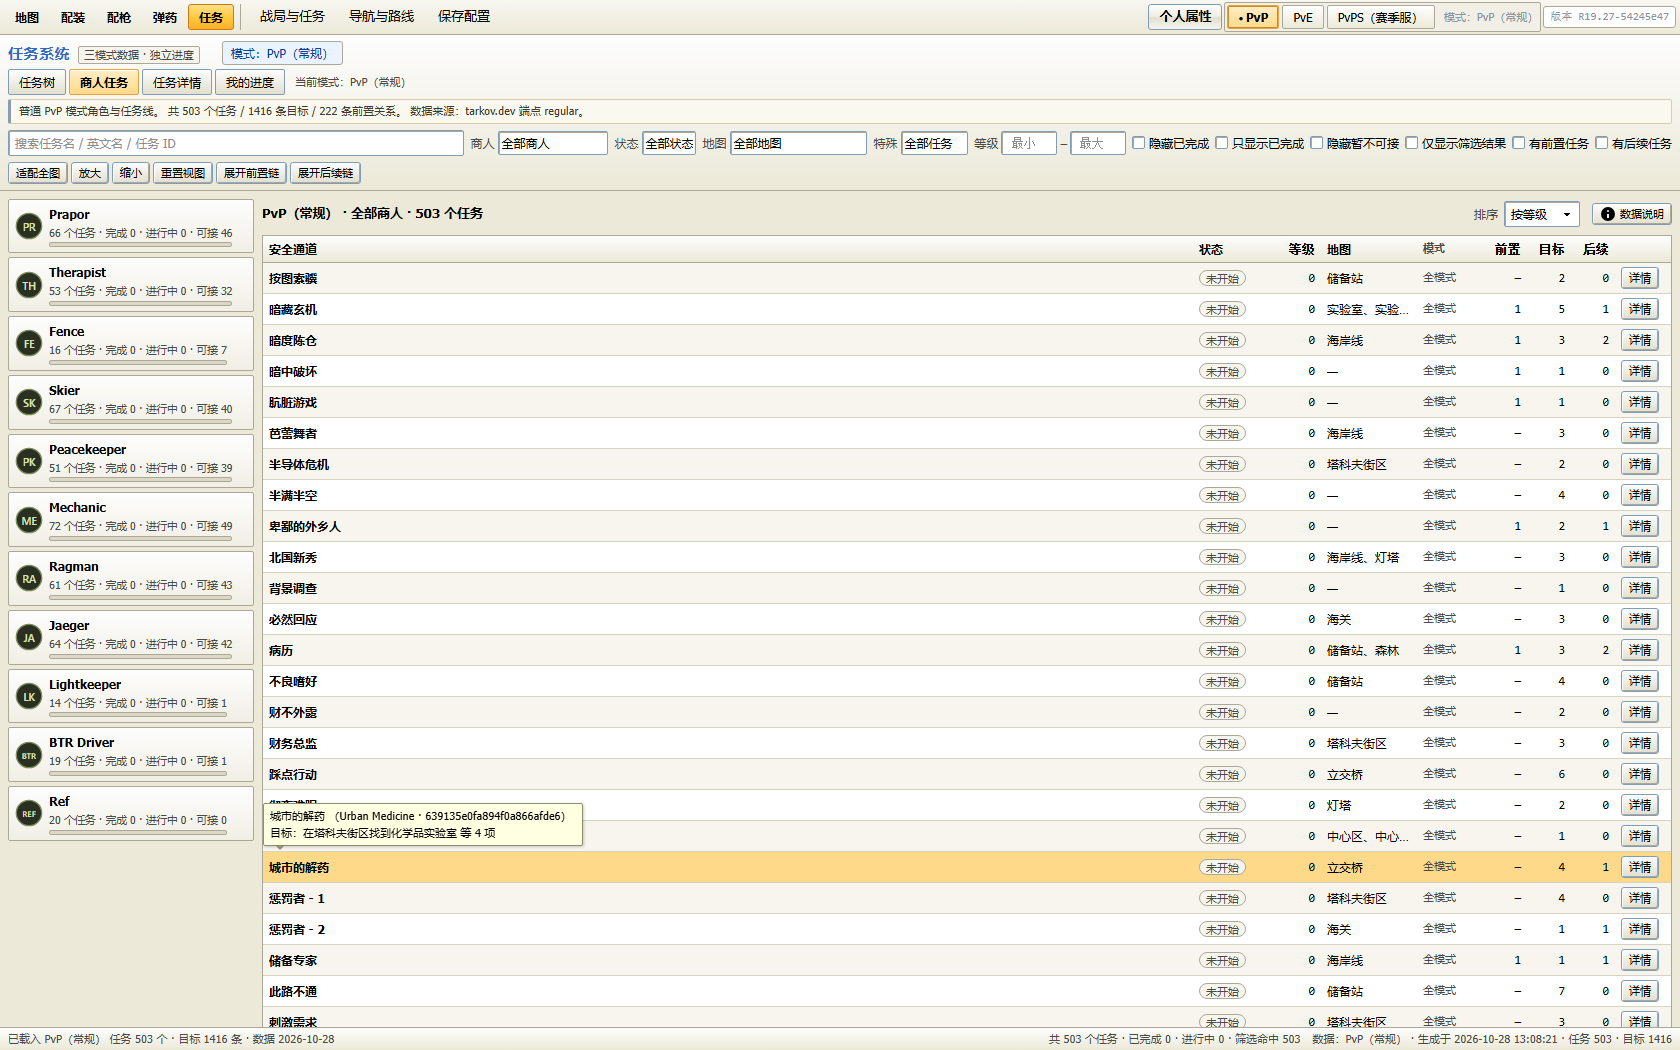 地图 配装 配枪 弹药 任务 战局与任务 导航与路线 保存配置 个人属性 • PvP PvE PvPS（赛季服） 模式：PvP（常规） 版本 R19.27-54245e47
任务系统 三模式数据 · 独立进度 模式：PvP（常规）
任务树 商人任务 任务详情 我的进度 当前模式：PvP（常规）
普通 PvP 模式角色与任务线。 共 503 个任务 / 1416 条目标 / 222 条前置关系。 数据来源：tarkov.dev 端点 regular。
搜索任务名 / 英文名 / 任务 ID 商人 全部商人 状态 全部状态 地图 全部地图 特殊 全部任务 等级 最小 – 最大 隐藏已完成 只显示已完成 隐藏暂不可接 仅显示筛选结果 有前置任务 有后续任务
适配全图 放大 缩小 重置视图 展开前置链 展开后续链
PR Prapor
66 个任务 · 完成 0 · 进行中 0 · 可接 46
TH Therapist
53 个任务 · 完成 0 · 进行中 0 · 可接 32
FE Fence
16 个任务 · 完成 0 · 进行中 0 · 可接 7
SK Skier
67 个任务 · 完成 0 · 进行中 0 · 可接 40
PK Peacekeeper
51 个任务 · 完成 0 · 进行中 0 · 可接 39
ME Mechanic
72 个任务 · 完成 0 · 进行中 0 · 可接 49
RA Ragman
61 个任务 · 完成 0 · 进行中 0 · 可接 43
JA Jaeger
64 个任务 · 完成 0 · 进行中 0 · 可接 42
LK Lightkeeper
14 个任务 · 完成 0 · 进行中 0 · 可接 1
BTR BTR Driver
19 个任务 · 完成 0 · 进行中 0 · 可接 1
REF Ref
20 个任务 · 完成 0 · 进行中 0 · 可接 0
PvP（常规） · 全部商人 · 503 个任务 排序 按等级 数据说明
安全通道 状态 等级 地图 模式 前置 目标 后续
按图索骥 未开始 0 储备站 全模式 — 2 0 详情
暗藏玄机 未开始 0 实验室、实验... 全模式 1 5 1 详情
暗度陈仓 未开始 0 海岸线 全模式 1 3 2 详情
暗中破坏 未开始 0 — 全模式 1 1 0 详情
肮脏游戏 未开始 0 — 全模式 1 1 0 详情
芭蕾舞者 未开始 0 海岸线 全模式 — 3 0 详情
半导体危机 未开始 0 塔科夫街区 全模式 — 2 0 详情
半满半空 未开始 0 — 全模式 — 4 0 详情
卑鄙的外乡人 未开始 0 — 全模式 1 2 1 详情
北国新秀 未开始 0 海岸线、灯塔 全模式 — 3 0 详情
背景调查 未开始 0 — 全模式 — 1 0 详情
必然回应 未开始 0 海关 全模式 — 3 0 详情
病历 未开始 0 储备站、森林 全模式 1 3 2 详情
不良嗜好 未开始 0 储备站 全模式 — 4 0 详情
财不外露 未开始 0 — 全模式 — 2 0 详情
财务总监 未开始 0 塔科夫街区 全模式 — 3 0 详情
踩点行动 未开始 0 立交桥 全模式 — 6 0 详情
未开始 0 灯塔 全模式 — 2 0 详情
城市的解药 （Urban Medicine · 639135e0fa894f0a866afde6）
目标：在塔科夫街区找到化学品实验室 等 4 项
未开始 0 中心区、中心... 全模式 — 1 0 详情
城市的解药 未开始 0 立交桥 全模式 — 4 1 详情
惩罚者 - 1 未开始 0 塔科夫街区 全模式 — 4 0 详情
惩罚者 - 2 未开始 0 海关 全模式 — 1 1 详情
储备专家 未开始 0 海岸线 全模式 1 1 1 详情
此路不通 未开始 0 储备站 全模式 — 7 0 详情
刺激需求 未开始 0 塔科夫街区 全模式 — 3 0 详情
已载入 PvP（常规） 任务 503 个 · 目标 1416 条 · 数据 2026-10-28 共 503 个任务 · 已完成 0 · 进行中 0 · 筛选命中 503 数据：PvP（常规） · 生成于 2026-10-28 13:08:21 · 任务 503 · 目标 1416